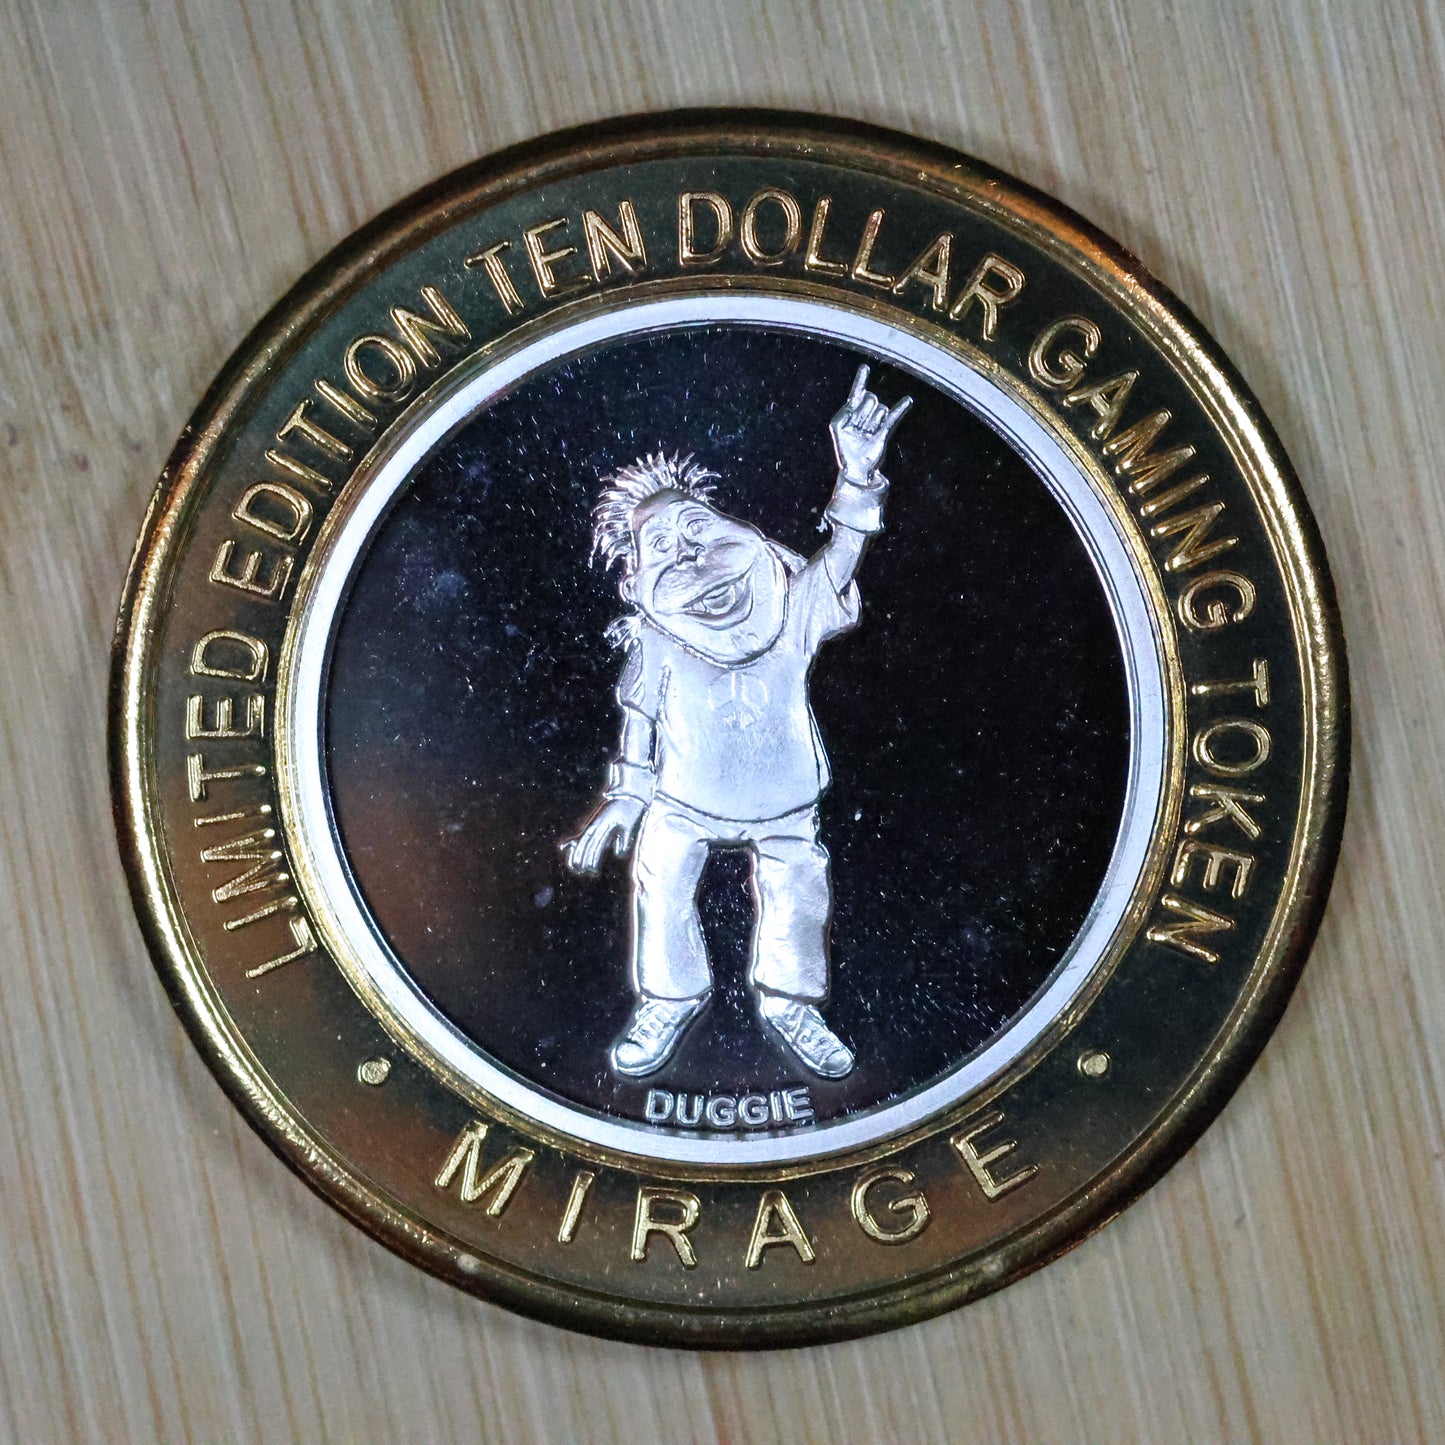 LIMITED EDITION TEN DOLLAR GAMING TOKEN
DUGGIE
• MIRAGE •